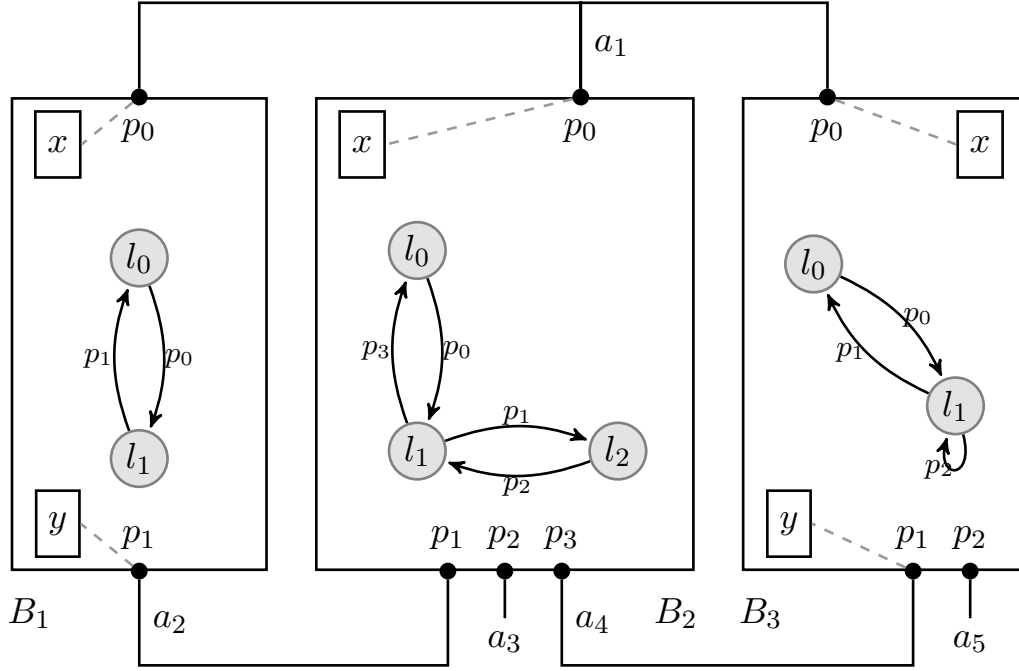 a₁
p₀ p₀ p₀
x x x
l₀ l₀ l₀
p₁ p₀ p₃ p₀ p₁ p₀
l₁ l₁ p₁ l₂ l₁
p₂ p₂
y p₁ p₁ p₂ p₃ y p₁ p₂
B₁ a₂ a₃ a₄ B₂ B₃ a₅